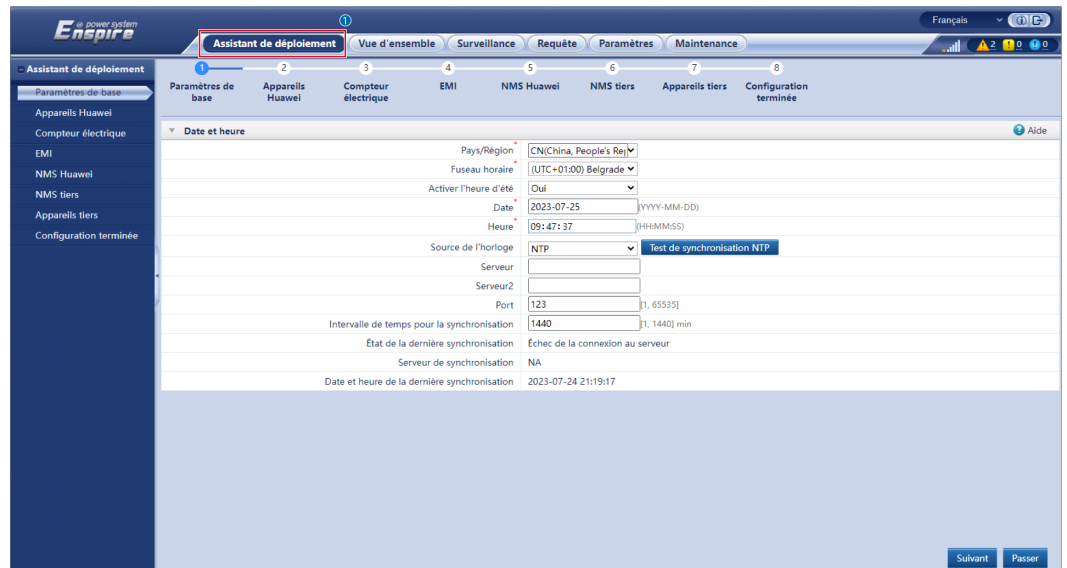 @ power system
Enspire
Français
①
Assistant de déploiement
Vue d'ensemble
Surveillance
Requête
Paramètres
Maintenance
2
0
0
Assistant de déploiement
Paramètres de base
Appareils Huawei
Compteur électrique
EMI
NMS Huawei
NMS tiers
Appareils tiers
Configuration terminée
1
2
3
4
5
6
7
8
Paramètres de
base
Appareils
Huawei
Compteur
électrique
EMI
NMS Huawei
NMS tiers
Appareils tiers
Configuration
terminée
Date et heure
Aide
Pays/Région * CN(China, People's Rej
Fuseau horaire * (UTC+01:00) Belgrade
Activer l'heure d'été Oui
Date * 2023-07-25 (YYYY-MM-DD)
Heure * 09:47:37 (HH:MM:SS)
Source de l'horloge NTP Test de synchronisation NTP
Serveur
Serveur2
Port 123 [1, 65535]
Intervalle de temps pour la synchronisation 1440 [1, 1440] min
État de la dernière synchronisation Échec de la connexion au serveur
Serveur de synchronisation NA
Date et heure de la dernière synchronisation 2023-07-24 21:19:17
Suivant
Passer